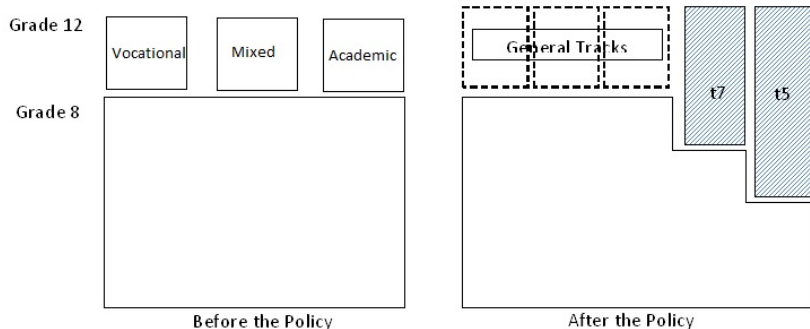 Grade 12
Vocational
Mixed
Academic
Grade 8
Before the Policy
General Tracks
t7
t5
After the Policy